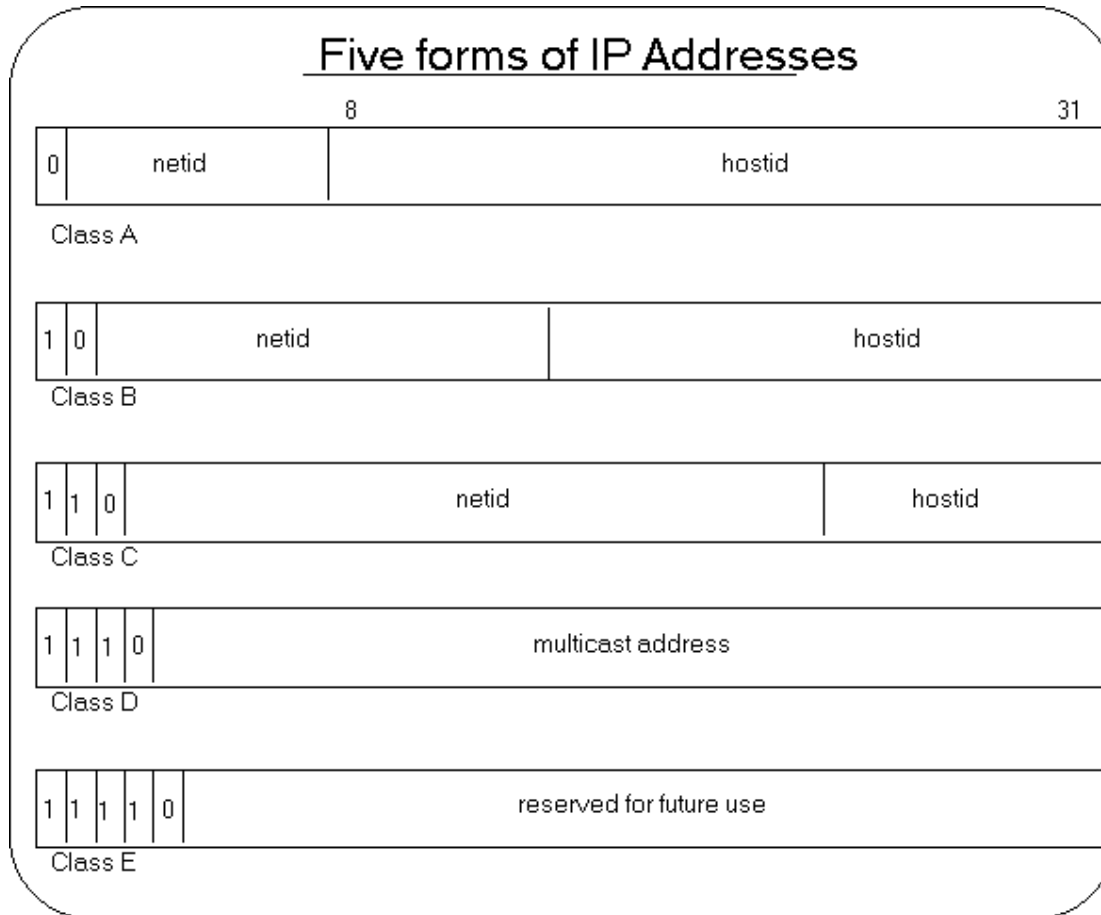 Five forms of IP Addresses
8 31
0 netid hostid
Class A
1 0 netid hostid
Class B
1 1 0 netid hostid
Class C
1 1 1 0 multicast address
Class D
1 1 1 1 0 reserved for future use
Class E